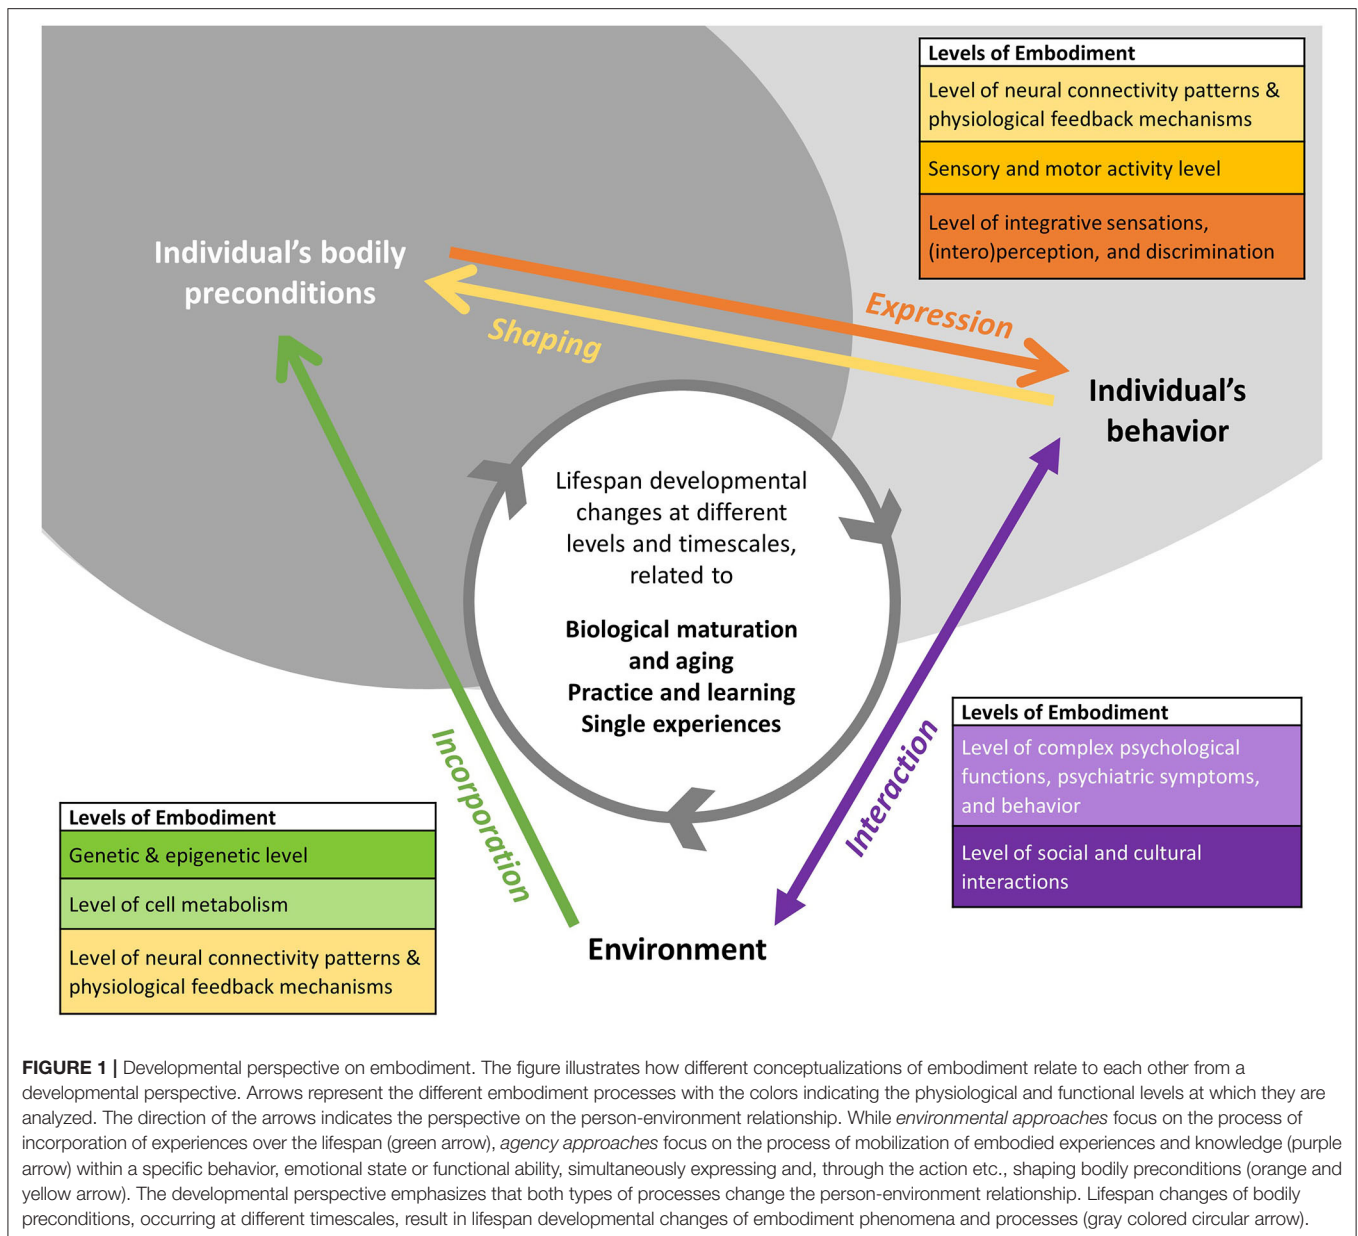 Levels of Embodiment
Level of neural connectivity patterns &
physiological feedback mechanisms
Sensory and motor activity level
Level of integrative sensations,
(intero)perception, and discrimination
Individual’s bodily
preconditions
Expression
Shaping
Individual’s
behavior
Lifespan developmental
changes at different
levels and timescales,
related to
Biological maturation
and aging
Practice and learning
Single experiences
Incorporation
Interaction
Levels of Embodiment
Level of complex psychological
functions, psychiatric symptoms,
and behavior
Level of social and cultural
interactions
Levels of Embodiment
Genetic & epigenetic level
Level of cell metabolism
Level of neural connectivity patterns &
physiological feedback mechanisms
Environment
FIGURE 1 | Developmental perspective on embodiment. The figure illustrates how different conceptualizations of embodiment relate to each other from a
developmental perspective. Arrows represent the different embodiment processes with the colors indicating the physiological and functional levels at which they are
analyzed. The direction of the arrows indicates the perspective on the person-environment relationship. While environmental approaches focus on the process of
incorporation of experiences over the lifespan (green arrow), agency approaches focus on the process of mobilization of embodied experiences and knowledge (purple
arrow) within a specific behavior, emotional state or functional ability, simultaneously expressing and, through the action etc., shaping bodily preconditions (orange and
yellow arrow). The developmental perspective emphasizes that both types of processes change the person-environment relationship. Lifespan changes of bodily
preconditions, occurring at different timescales, result in lifespan developmental changes of embodiment phenomena and processes (gray colored circular arrow).